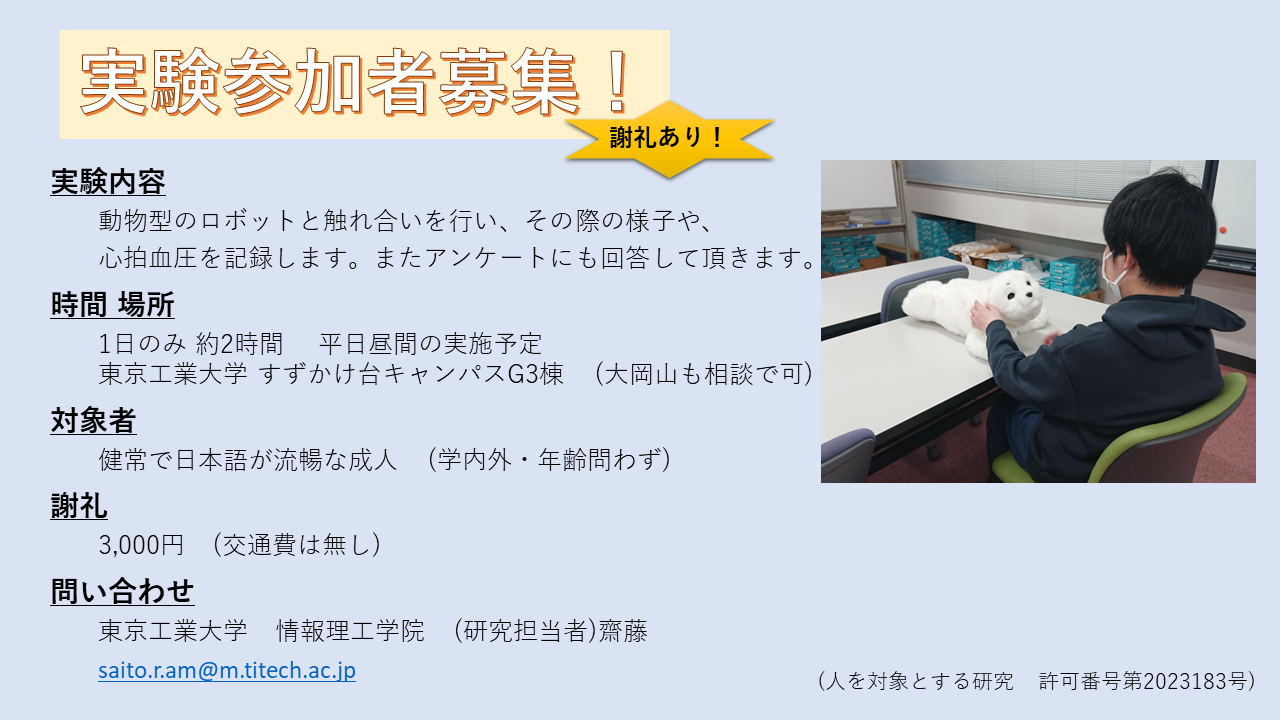 実験参加者募集！
謝礼あり！
実験内容
動物型のロボットと触れ合いを行い、その際の様子や、
心拍血圧を記録します。またアンケートにも回答して頂きます。
時間 場所
1日のみ 約2時間　平日昼間の実施予定
東京工業大学 すずかけ台キャンパスG3棟　(大岡山も相談で可)
対象者
健常で日本語が流暢な成人　(学内外・年齢問わず)
謝礼
3,000円　(交通費は無し)
問い合わせ
東京工業大学　情報理工学院　(研究担当者)齋藤
saito.r.am@m.titech.ac.jp
(人を対象とする研究　許可番号第2023183号)